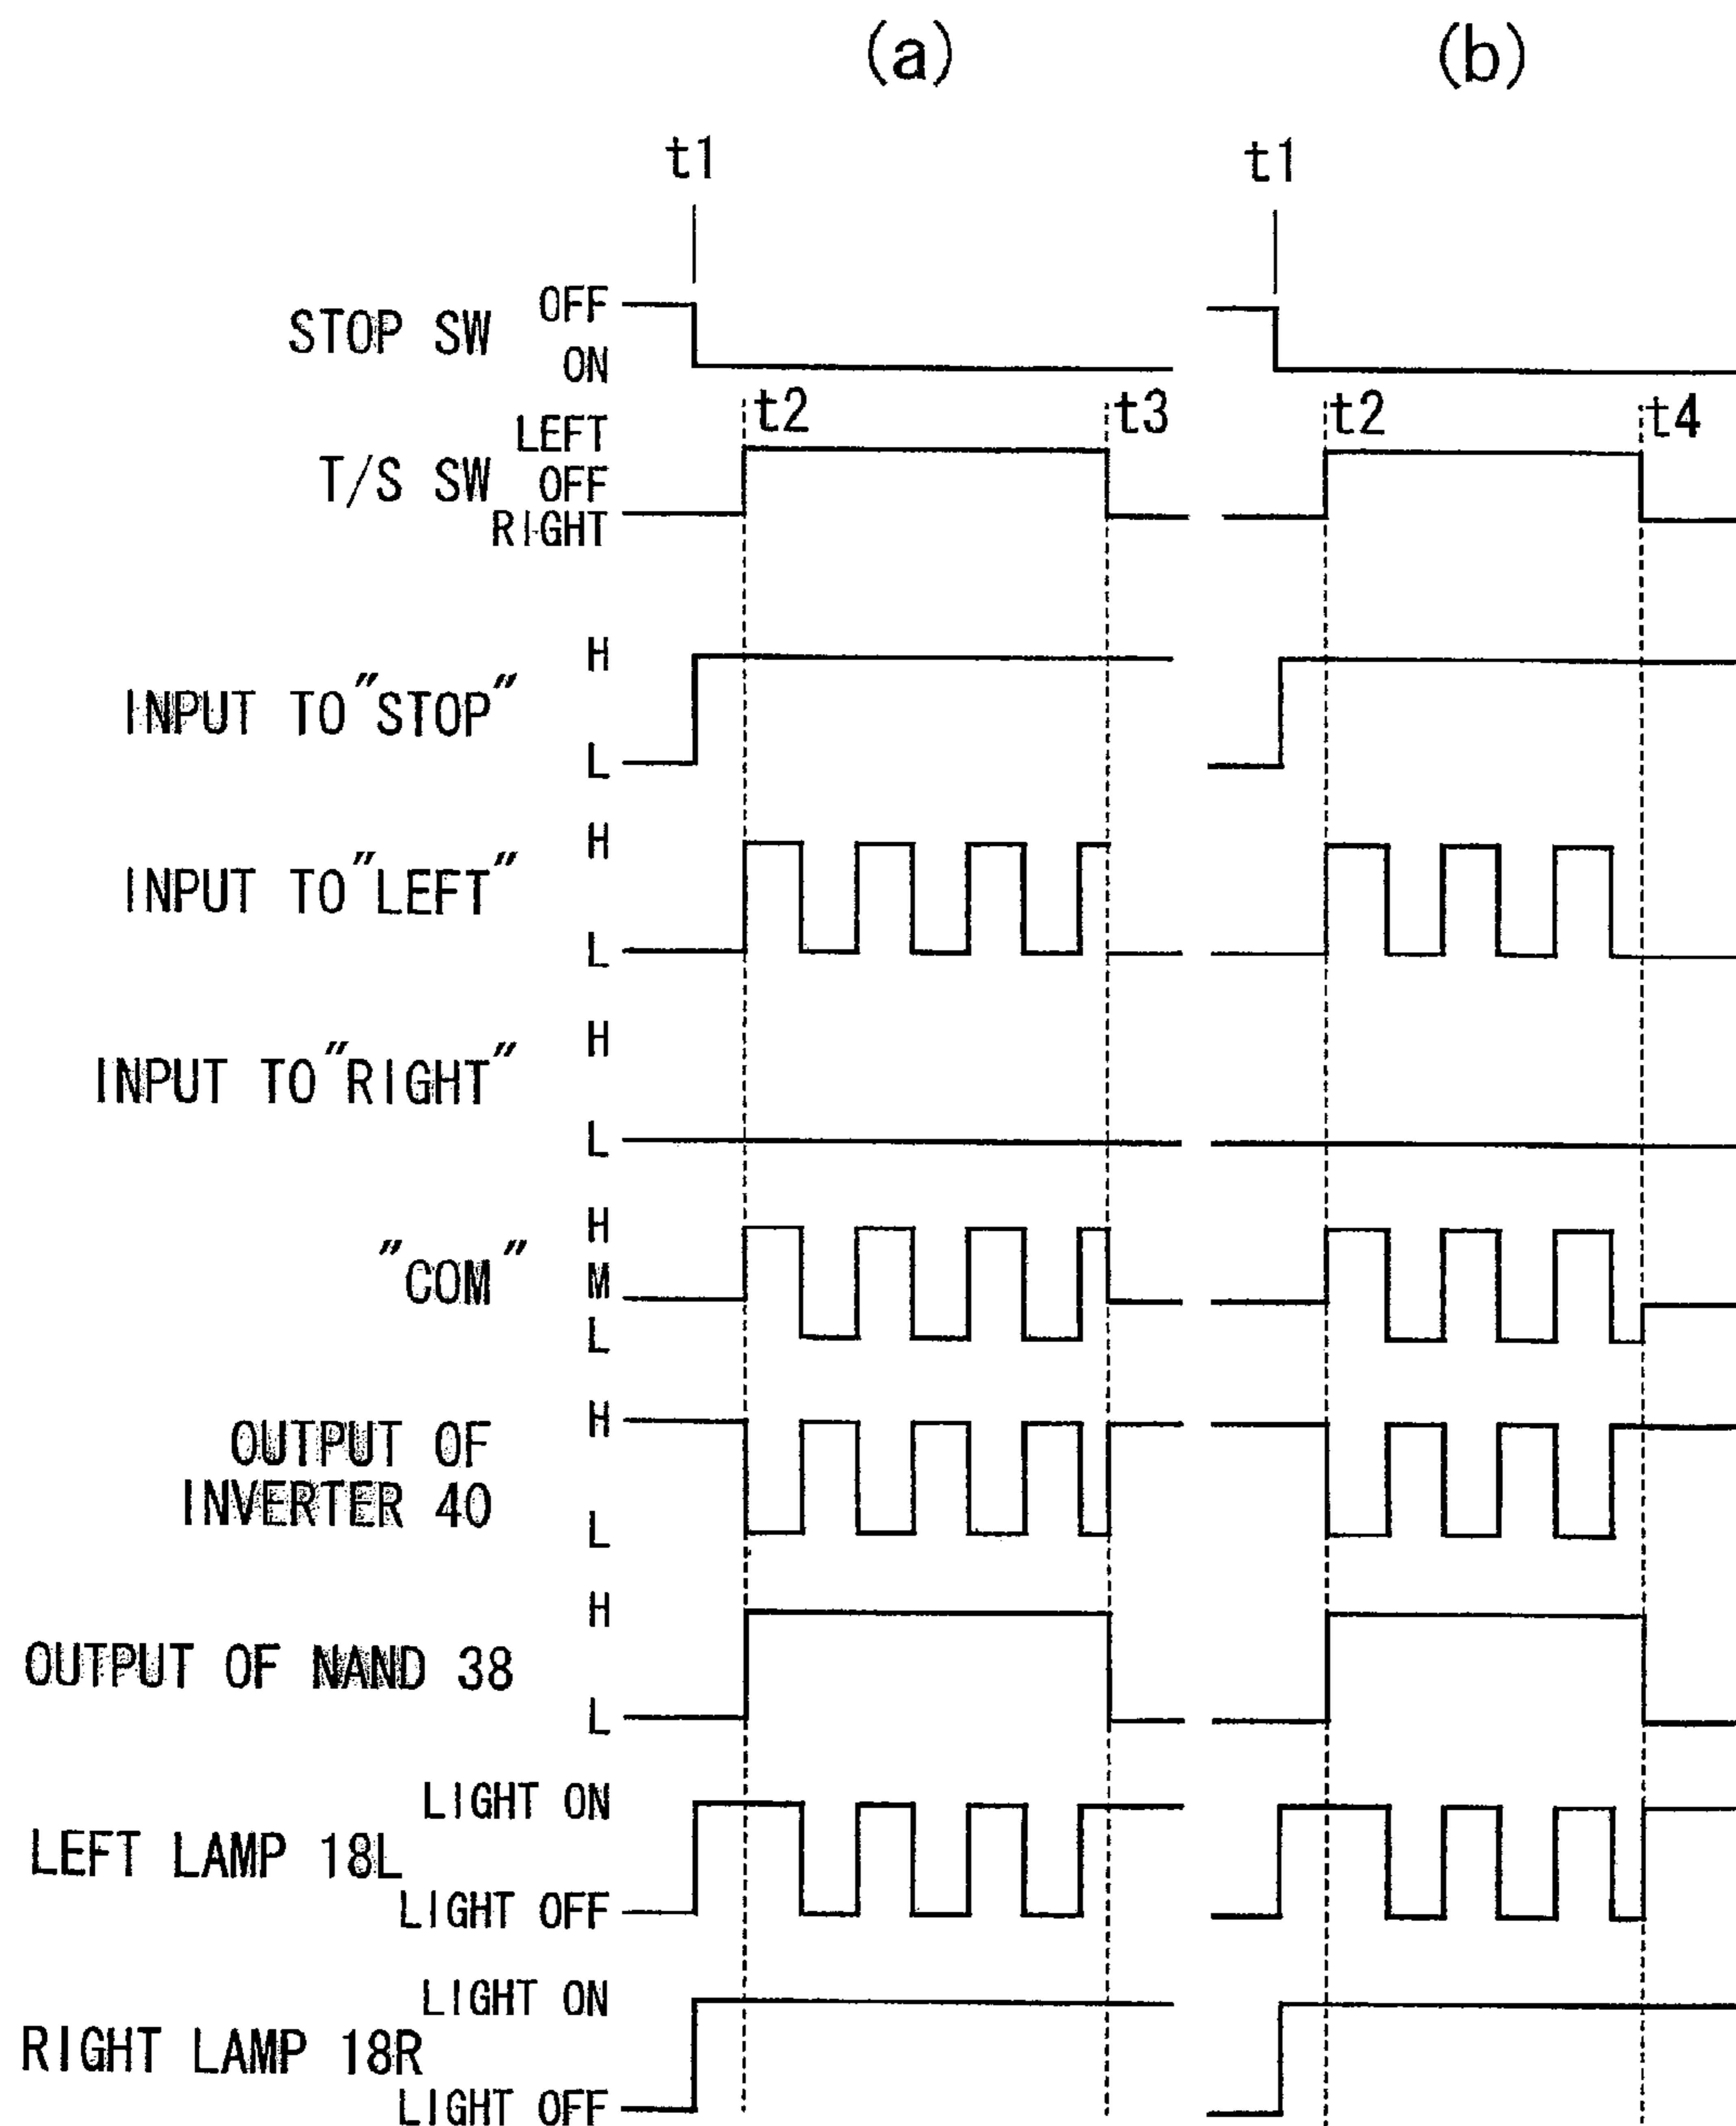 (a) (b)
t1 t1
STOP SW OFF
ON
t2 t3 t2 t4
T/S SW LEFT
OFF
RIGHT
INPUT TO "STOP" H
L
INPUT TO "LEFT" H
L
INPUT TO "RIGHT" H
L
"COM" H
M
L
OUTPUT OF
INVERTER 40 H
L
OUTPUT OF NAND 38 H
L
LEFT LAMP 18L LIGHT ON
LIGHT OFF
RIGHT LAMP 18R LIGHT ON
LIGHT OFF